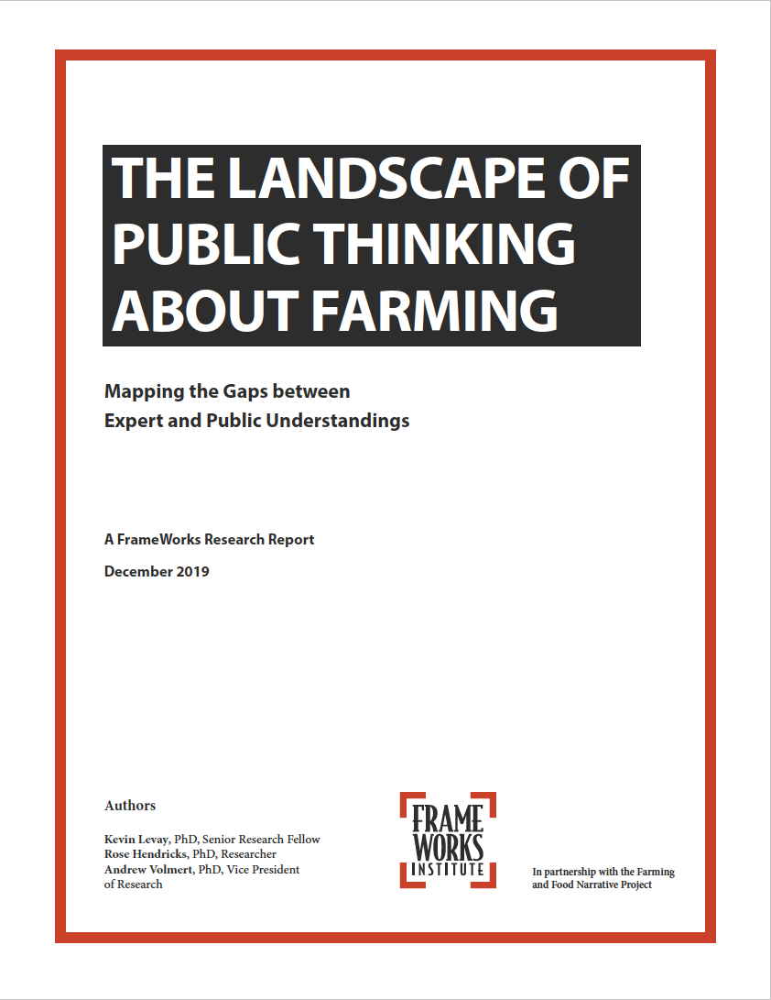 THE LANDSCAPE OF
PUBLIC THINKING
ABOUT FARMING
Mapping the Gaps between
Expert and Public Understandings
A FrameWorks Research Report
December 2019
Authors
Kevin Levay, PhD, Senior Research Fellow
Rose Hendricks, PhD, Researcher
Andrew Volmert, PhD, Vice President
of Research
FRAME
WORKS
INSTITUTE
In partnership with the Farming
and Food Narrative Project